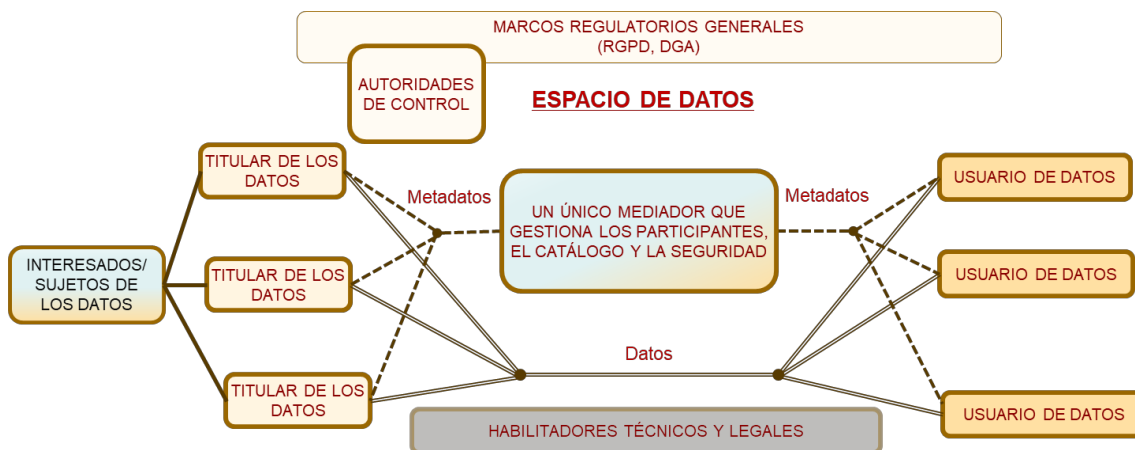 MARCOS REGULATORIOS GENERALES
(RGPD, DGA)
AUTORIDADES
DE CONTROL
ESPACIO DE DATOS
TITULAR DE LOS
DATOS
Metadatos
UN ÚNICO MEDIADOR QUE
GESTIONA LOS PARTICIPANTES,
EL CATÁLOGO Y LA SEGURIDAD
Metadatos
USUARIO DE DATOS
INTERESADOS/
SUJETOS DE
LOS DATOS
TITULAR DE LOS
DATOS
USUARIO DE DATOS
Datos
TITULAR DE LOS
DATOS
USUARIO DE DATOS
HABILITADORES TÉCNICOS Y LEGALES